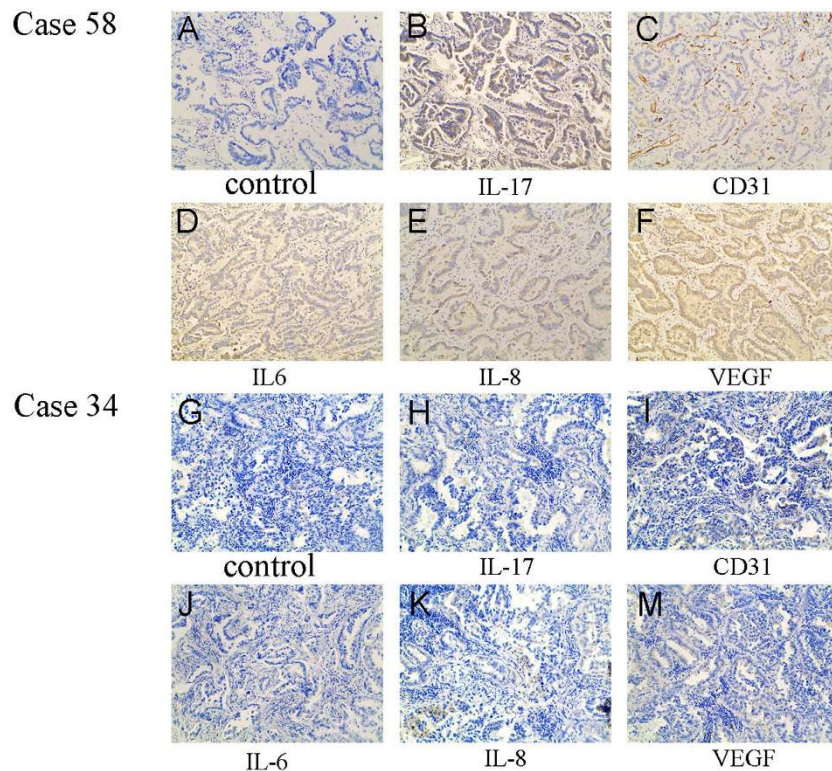 Case 58
A B C
control IL-17 CD31
D E F
IL6 IL-8 VEGF
Case 34
G H I
control IL-17 CD31
J K M
IL-6 IL-8 VEGF